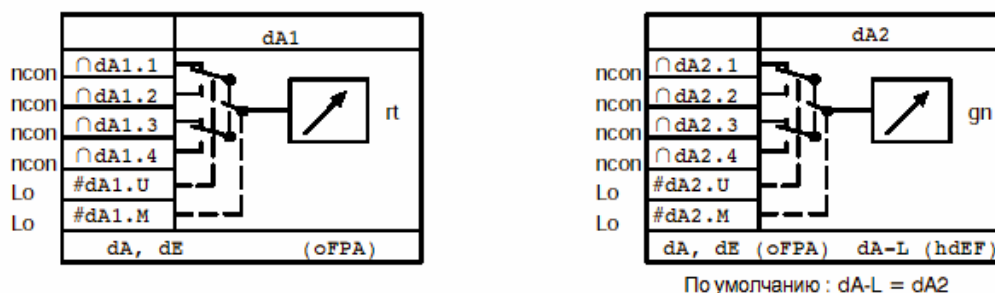 dA1
ncon ∩dA1.1
ncon ∩dA1.2
ncon ∩dA1.3
ncon ∩dA1.4
Lo #dA1.U
Lo #dA1.M
rt
dA, dE (oFPA)
dA2
ncon ∩dA2.1
ncon ∩dA2.2
ncon ∩dA2.3
ncon ∩dA2.4
Lo #dA2.U
Lo #dA2.M
gn
dA, dE (oFPA) dA-L (hdEF)
По умолчанию : dA-L = dA2